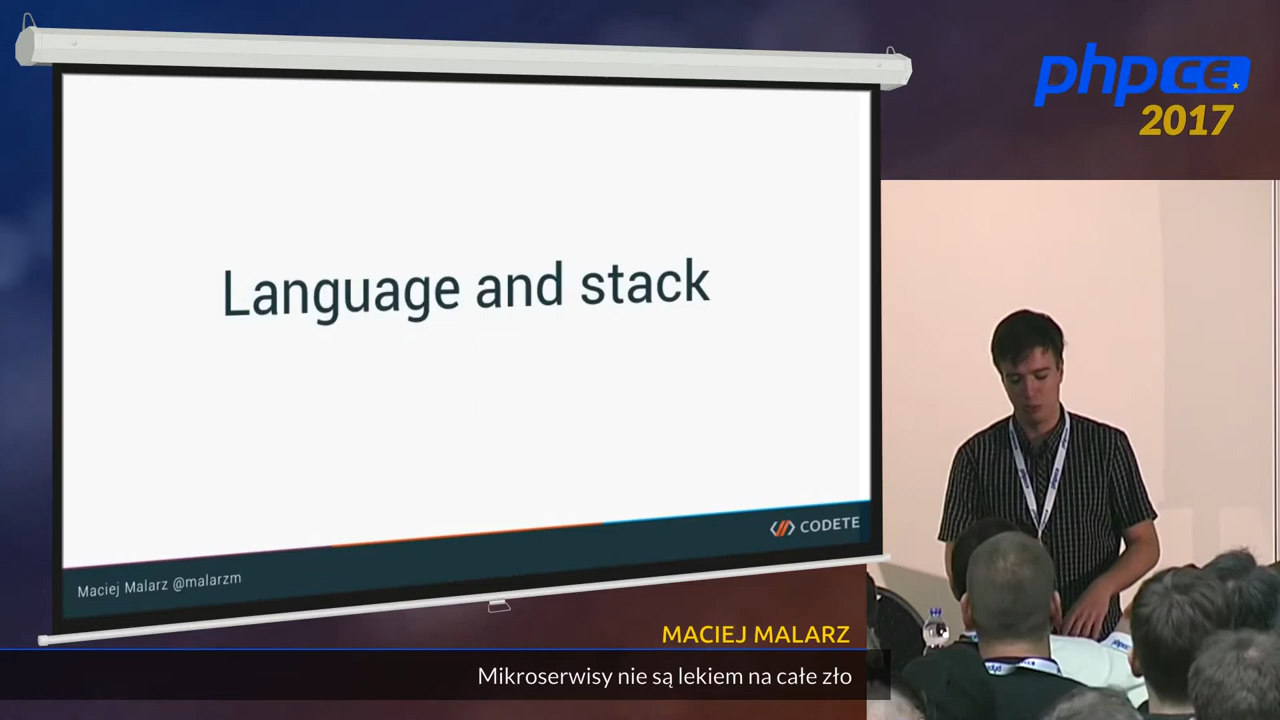 phpCE
2017
Language and stack
CODETE
Maciej Malarz @malarzm
MACIEJ MALARZ
Mikroserwisy nie są lekiem na całe zło